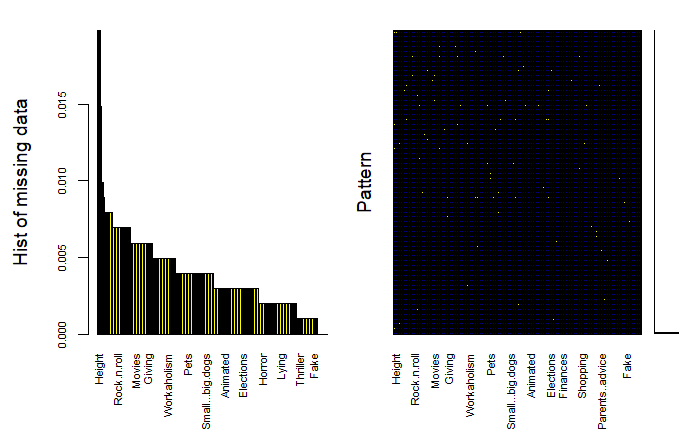 Hist of missing data
0.015
0.010
0.005
0.000
Height
Rock.n.roll
Movies
Giving
Workaholism
Pets
Small...big.dogs
Animated
Elections
Horror
Lying
Thriller
Fake
Pattern
Height
Rock.n.roll
Movies
Giving
Workaholism
Pets
Small...big.dogs
Animated
Elections
Finances
Shopping
Parents..advice
Fake